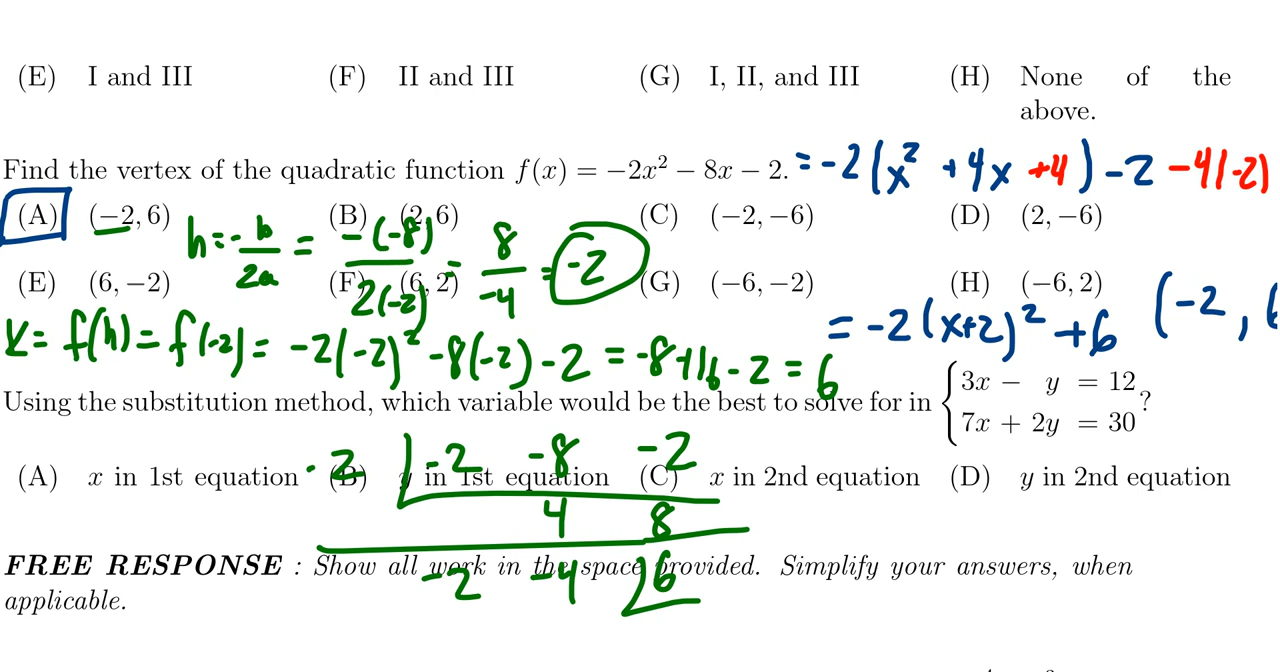 (E) I and III (F) II and III (G) I, II, and III (H) None of the above.
Find the vertex of the quadratic function f(x) = −2x² − 8x − 2. = -2(x² +4x +4) -2 -4(-2)
(A) (−2, 6) (B) (2, 6) (C) (−2, −6) (D) (2, −6)
h = -b/2a = -(-8)/2(-2) = 8/-4 = -2
(E) (6, −2) (F) (6, 2) (G) (−6, −2) (H) (−6, 2)
= -2(x+2)² + 6 (-2, 6
K = f(h) = f(-2) = -2(-2)² -8(-2) -2 = -8+16-2 = 6
Using the substitution method, which variable would be the best to solve for in { 3x − y = 12
7x + 2y = 30 ?
-2 | -2 -8 -2
(A) x in 1st equation (B) y in 1st equation (C) x in 2nd equation (D) y in 2nd equation
4 8
-2 -4 6
FREE RESPONSE : Show all work in the space provided. Simplify your answers, when
applicable.